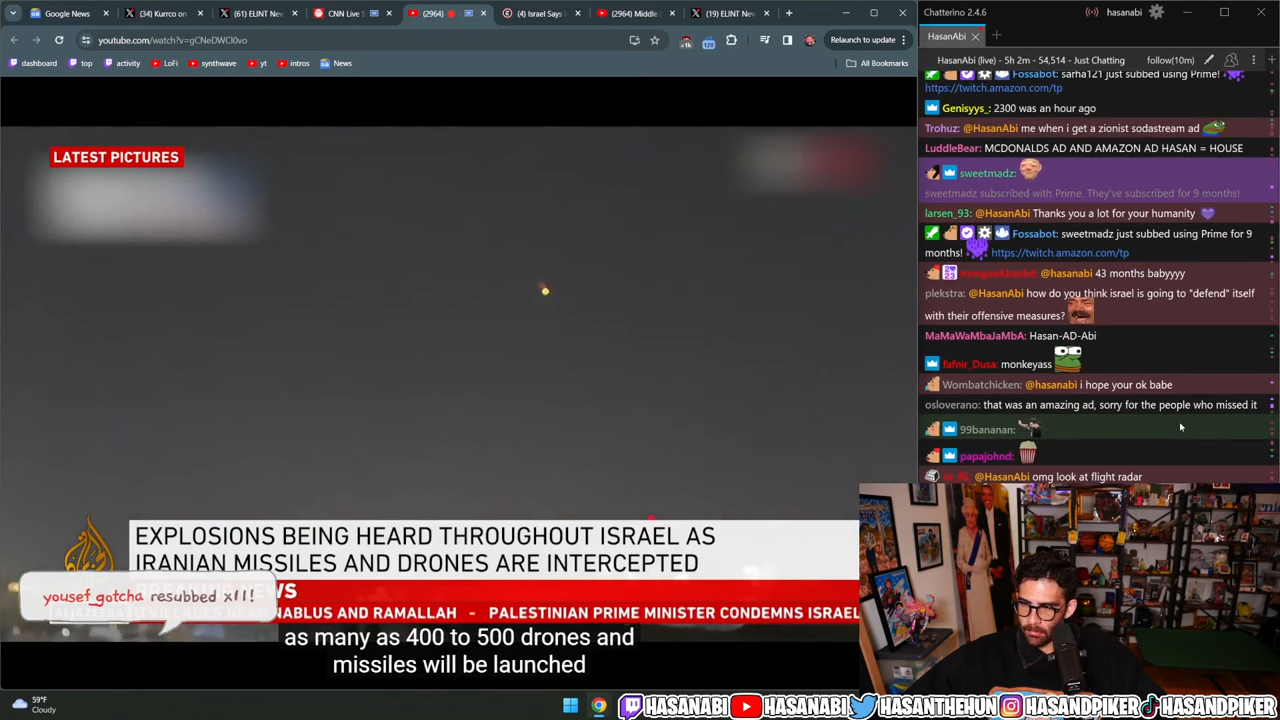 Google News
(34) Kurrco on
(61) ELINT New
CNN Live S
(2964)
(4) Israel Says
(2964) Middle
(19) ELINT New
youtube.com/watch?v=gCNeDWCI0vo
Relaunch to update
dashboard
top
activity
LoFi
synthwave
yt
intros
News
All Bookmarks
LATEST PICTURES
EXPLOSIONS BEING HEARD THROUGHOUT ISRAEL AS
IRANIAN MISSILES AND DRONES ARE INTERCEPTED
yousef_gotcha resubbed x11!
NABLUS AND RAMALLAH - PALESTINIAN PRIME MINISTER CONDEMNS ISRAEL
as many as 400 to 500 drones and
missiles will be launched
59°F
Cloudy
Chatterino 2.4.6
hasanabi
HasanAbi
HasanAbi (live) - 5h 2m - 54,514 - Just Chatting
follow(10m)
Fossabot: sarha121 just subbed using Prime!
https://twitch.amazon.com/tp
Genisyys_: 2300 was an hour ago
Trohuz: @HasanAbi me when i get a zionist sodastream ad
LuddleBear: MCDONALDS AD AND AMAZON AD HASAN = HOUSE
sweetmadz:
sweetmadz subscribed with Prime. They've subscribed for 9 months!
larsen_93: @HasanAbi Thanks you a lot for your humanity
Fossabot: sweetmadz just subbed using Prime for 9
months! https://twitch.amazon.com/tp
@hasanabi 43 months babyyyy
plekstra: @HasanAbi how do you think israel is going to "defend" itself
with their offensive measures?
MaMaWaMbaJaMbA: Hasan-AD-Abi
fafnir_Dusa: monkeyass
Wombatchicken: @hasanabi i hope your ok babe
osloverano: that was an amazing ad, sorry for the people who missed it
99bananan:
papajohnd:
@HasanAbi omg look at flight radar
HASANABI
HASANABI
HASANTHEHUN
HASANDPIKER
HASANDPIKER